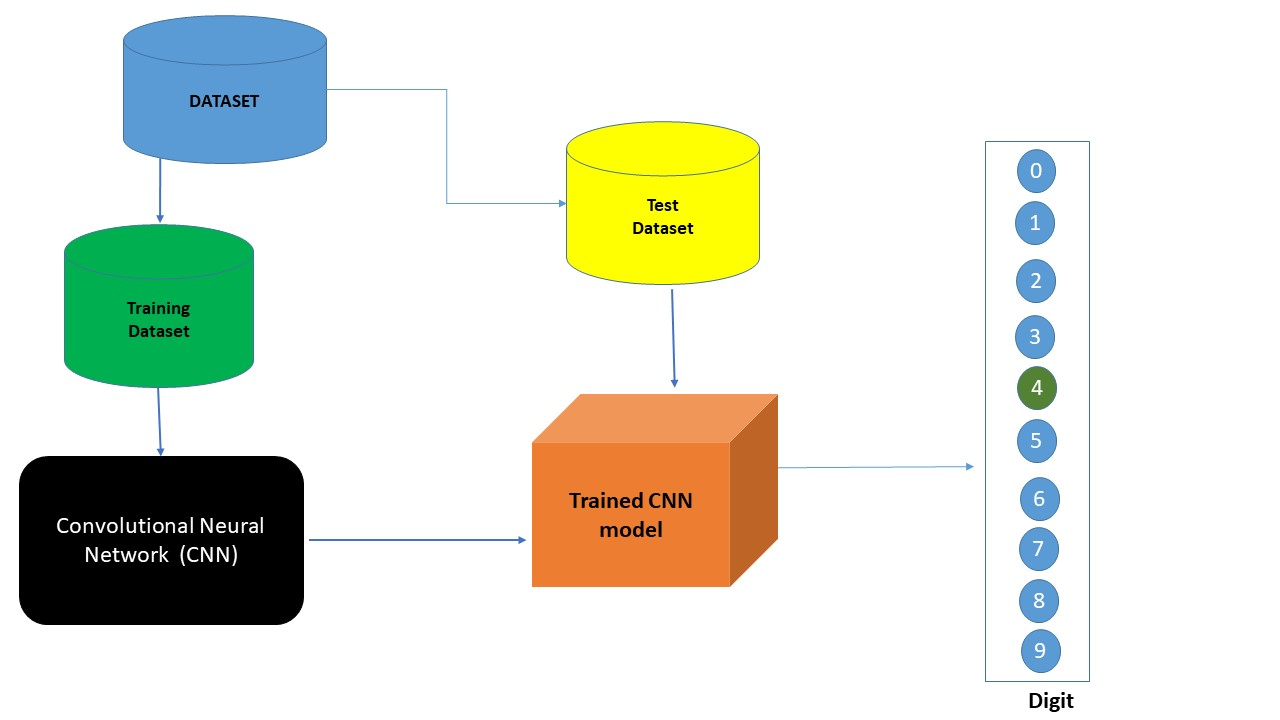 DATASET
Test
Dataset
Training
Dataset
Convolutional Neural
Network  (CNN)
Trained CNN
model
0
1
2
3
4
5
6
7
8
9
Digit